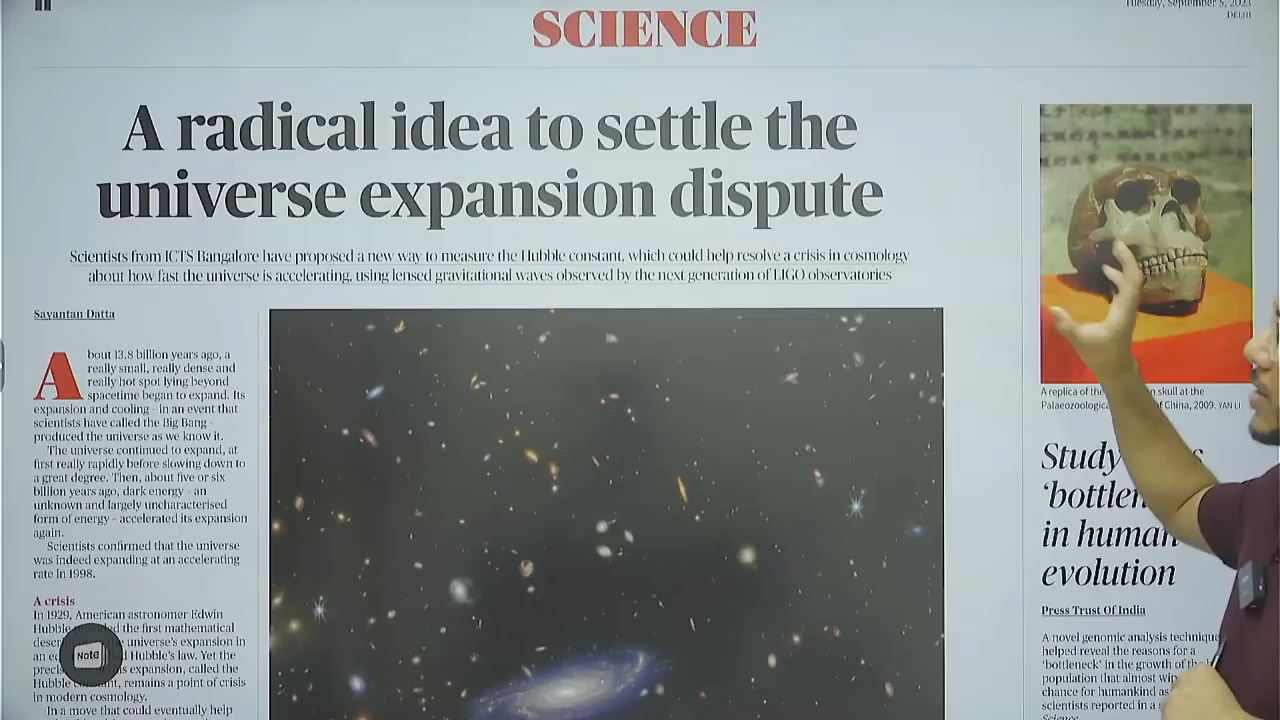 Tuesday, September 5, 2023
DELHI
SCIENCE
A radical idea to settle the
universe expansion dispute
Scientists from ICTS Bangalore have proposed a new way to measure the Hubble constant, which could help resolve a crisis in cosmology
about how fast the universe is accelerating, using lensed gravitational waves observed by the next generation of LIGO observatories
Sayantan Datta
About 13.8 billion years ago, a
really small, really dense and
really hot spot lying beyond
spacetime began to expand. Its
expansion and cooling - in an event that
scientists have called the Big Bang -
produced the universe as we know it.
The universe continued to expand, at
first really rapidly before slowing down to
a great degree. Then, about five or six
billion years ago, dark energy - an
unknown and largely uncharacterised
form of energy - accelerated its expansion
again.
Scientists confirmed that the universe
was indeed expanding at an accelerating
rate in 1998.
A crisis
In 1929, American astronomer Edwin
Hubble the first mathematical
universe's expansion in
an Hubble's law. Yet the
expansion, called the
Hubble remains a point of crisis
in modern cosmology.
In a move that could eventually help
Note
A replica of the skull at the
of China, 2009. YAN LI
Study
in human
evolution
Press Trust Of India
A novel genomic analysis technique
helped reveal the reasons for a
'bottleneck' in the growth of
population that almost
chance for humankind as
scientists reported in a
Science